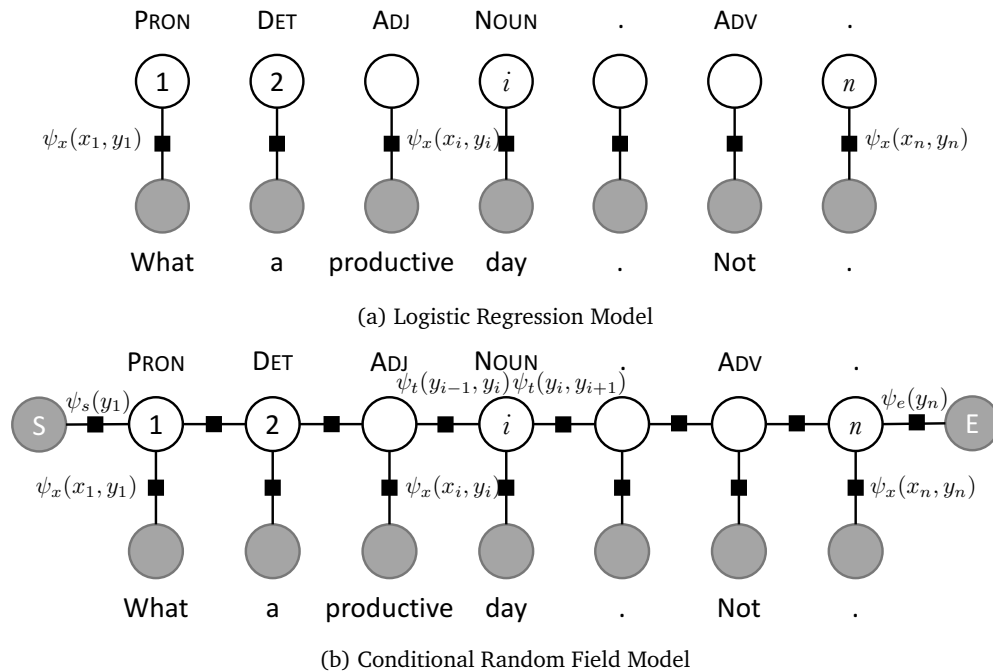 PRON DET ADJ NOUN . ADV .
1 2 i n
ψx(x1, y1) ψx(xi, yi) ψx(xn, yn)
What a productive day . Not .
(a) Logistic Regression Model
PRON DET ADJ NOUN . ADV .
ψs(y1) ψt(yi−1, yi) ψt(yi, yi+1) ψe(yn)
S 1 2 i n E
ψx(x1, y1) ψx(xi, yi) ψx(xn, yn)
What a productive day . Not .
(b) Conditional Random Field Model